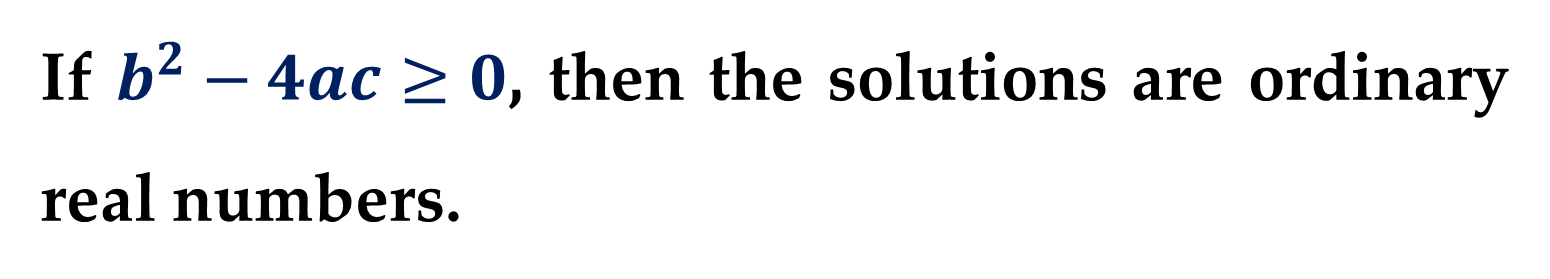 If b² − 4ac ≥ 0, then the solutions are ordinary
real numbers.